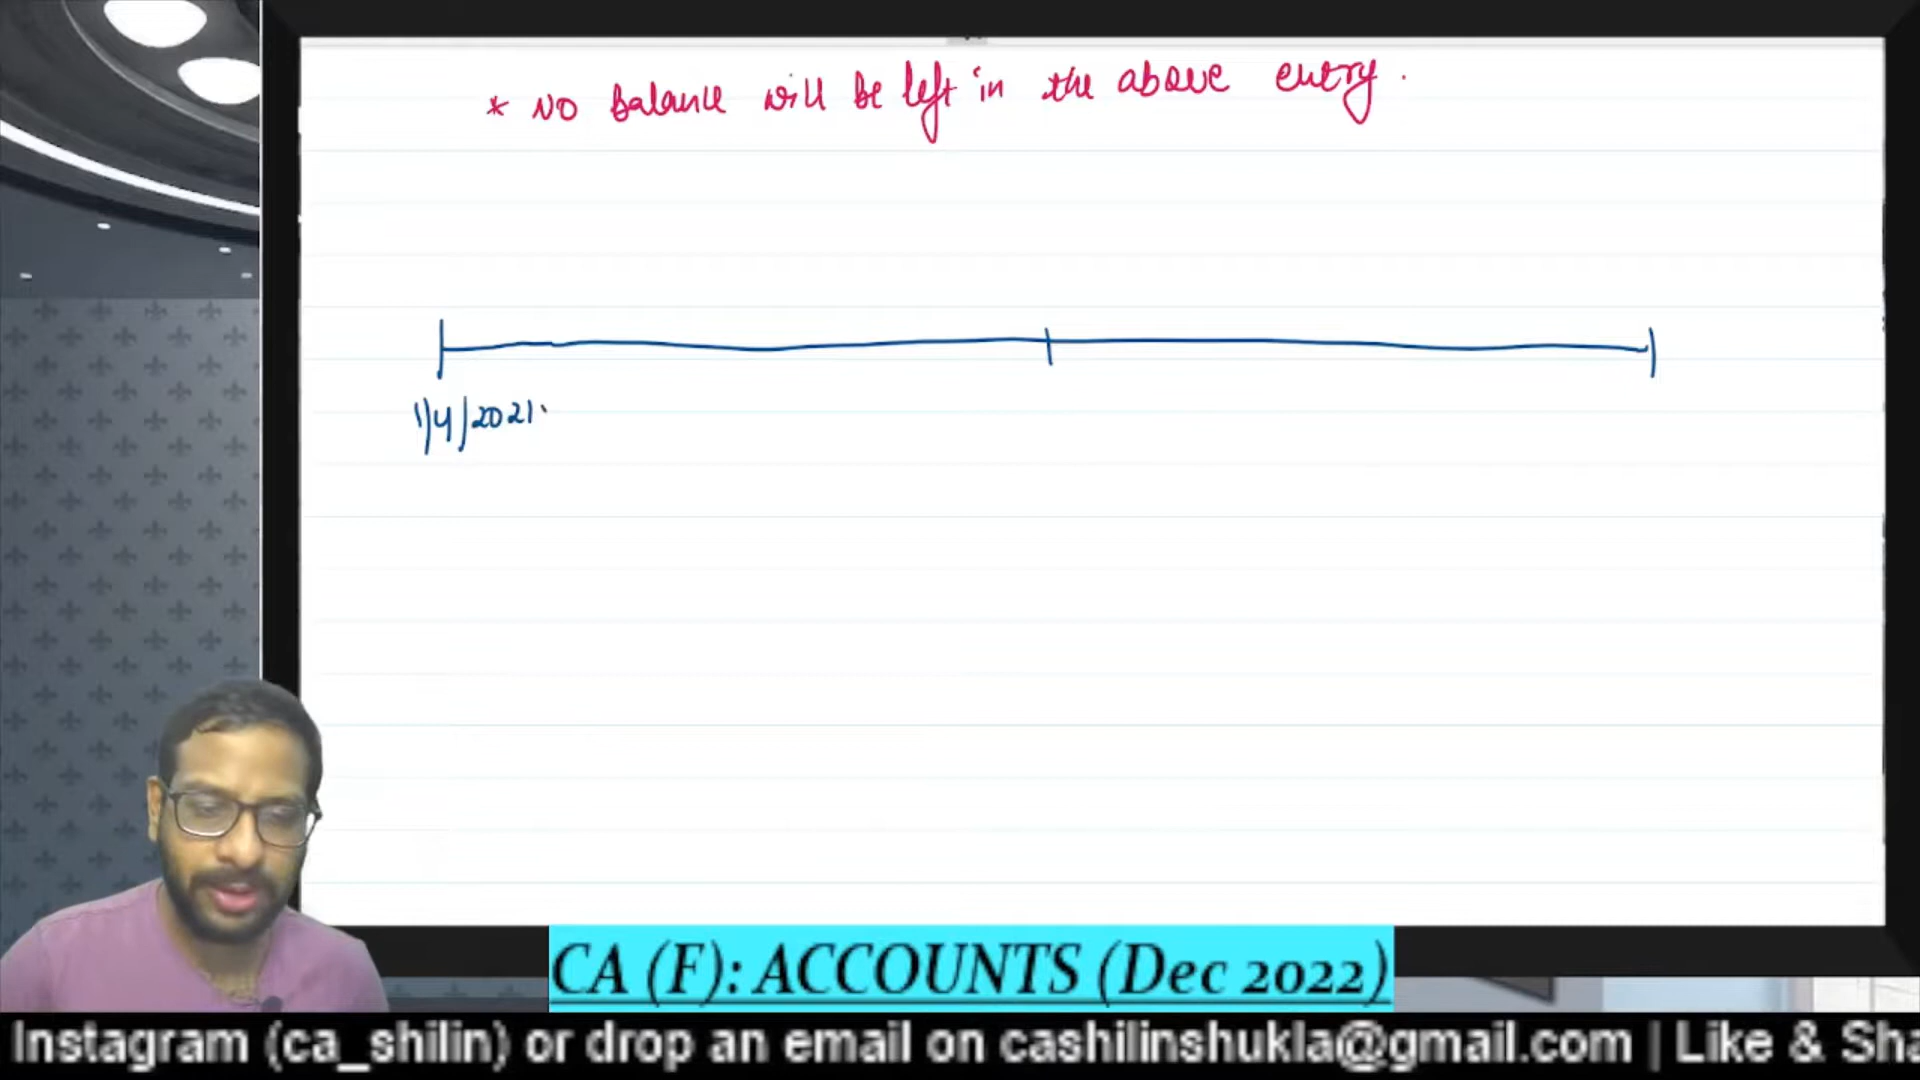 * No balance will be left in the above entry.
1/4/2021
CA (F): ACCOUNTS (Dec 2022)
Instagram (ca_shilin) or drop an email on cashilinshukla@gmail.com | Like & Sha